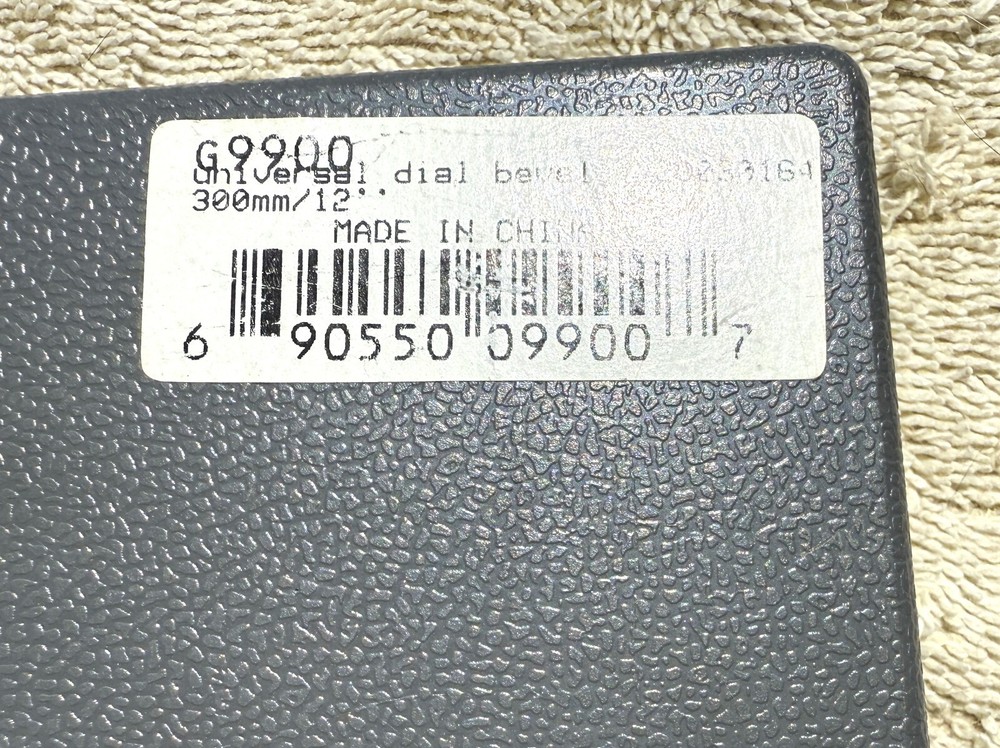 G9900
universal dial bevel
300mm/12''
MADE IN CHINA
6 90550 09900 7